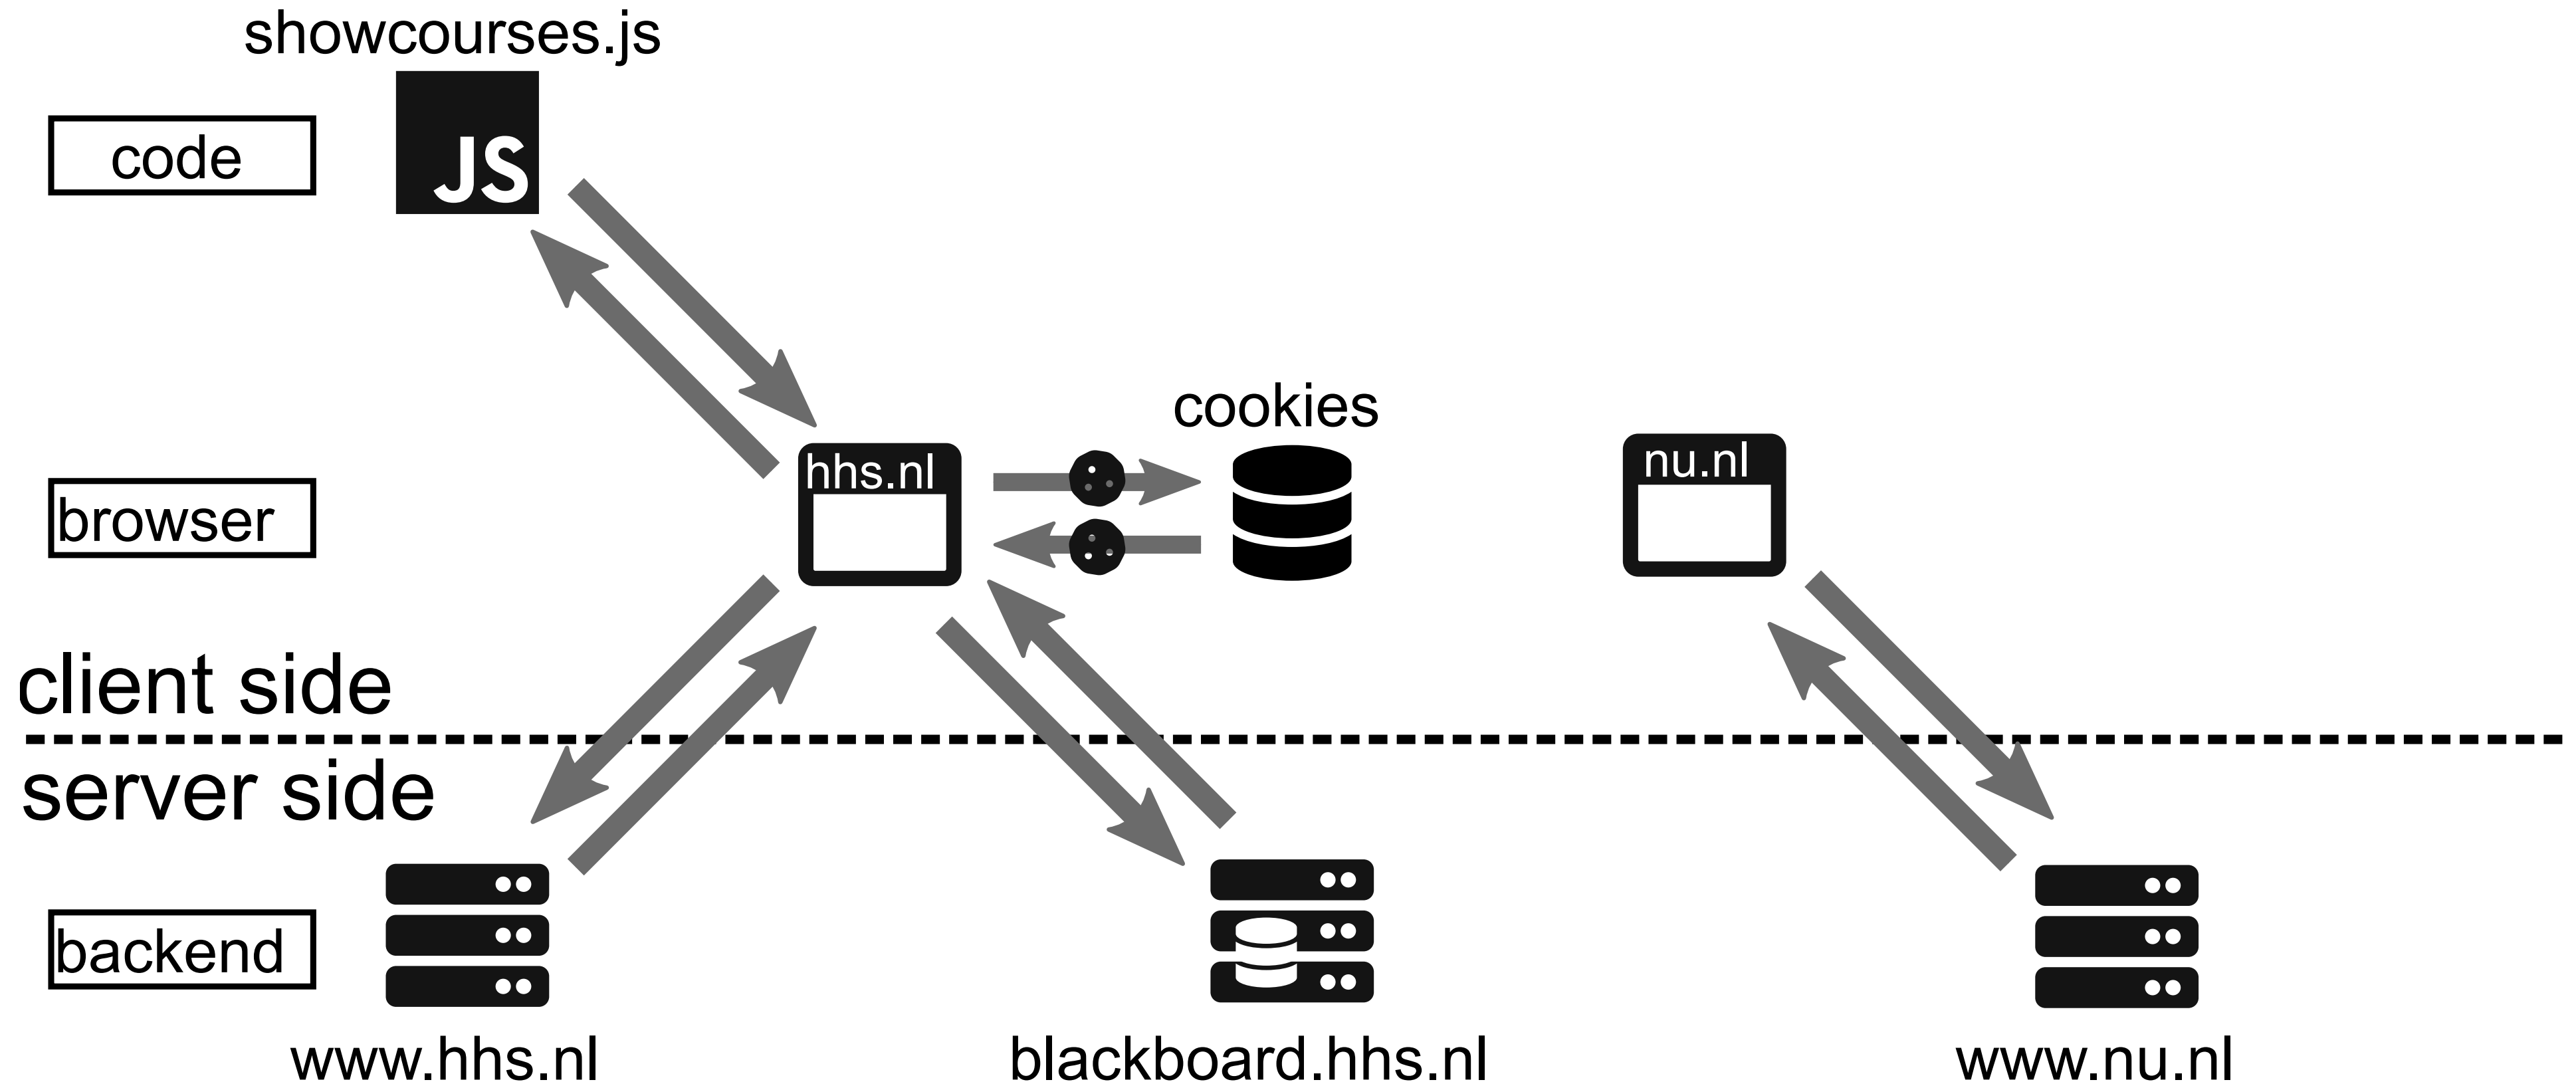 showcourses.js
code
JS
cookies
hhs.nl
nu.nl
browser
client side
server side
backend
www.hhs.nl
blackboard.hhs.nl
www.nu.nl